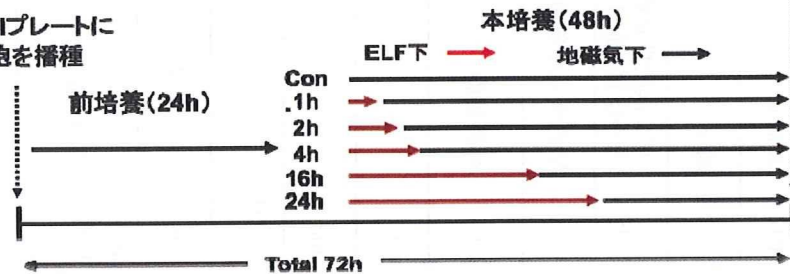 プレートに
を播種
本培養(48h)
ELF下
地磁気下
前培養(24h)
Con
.1h
2h
4h
16h
24h
Total 72h